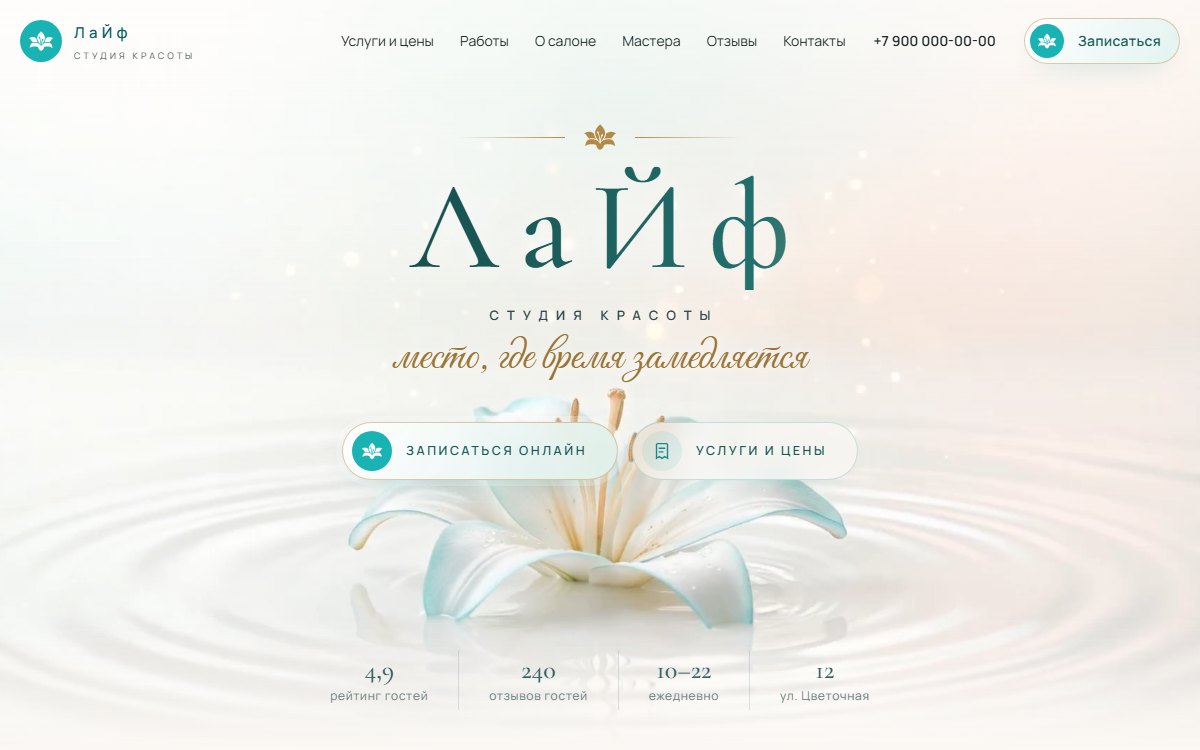 ЛаЙф
СТУДИЯ КРАСОТЫ
Услуги и цены Работы О салоне Мастера Отзывы Контакты +7 900 000-00-00 Записаться
ЛаЙф
СТУДИЯ КРАСОТЫ
место, где время замедляется
ЗАПИСАТЬСЯ ОНЛАЙН УСЛУГИ И ЦЕНЫ
4,9 240 10–22 12
рейтинг гостей отзывов гостей ежедневно ул. Цветочная